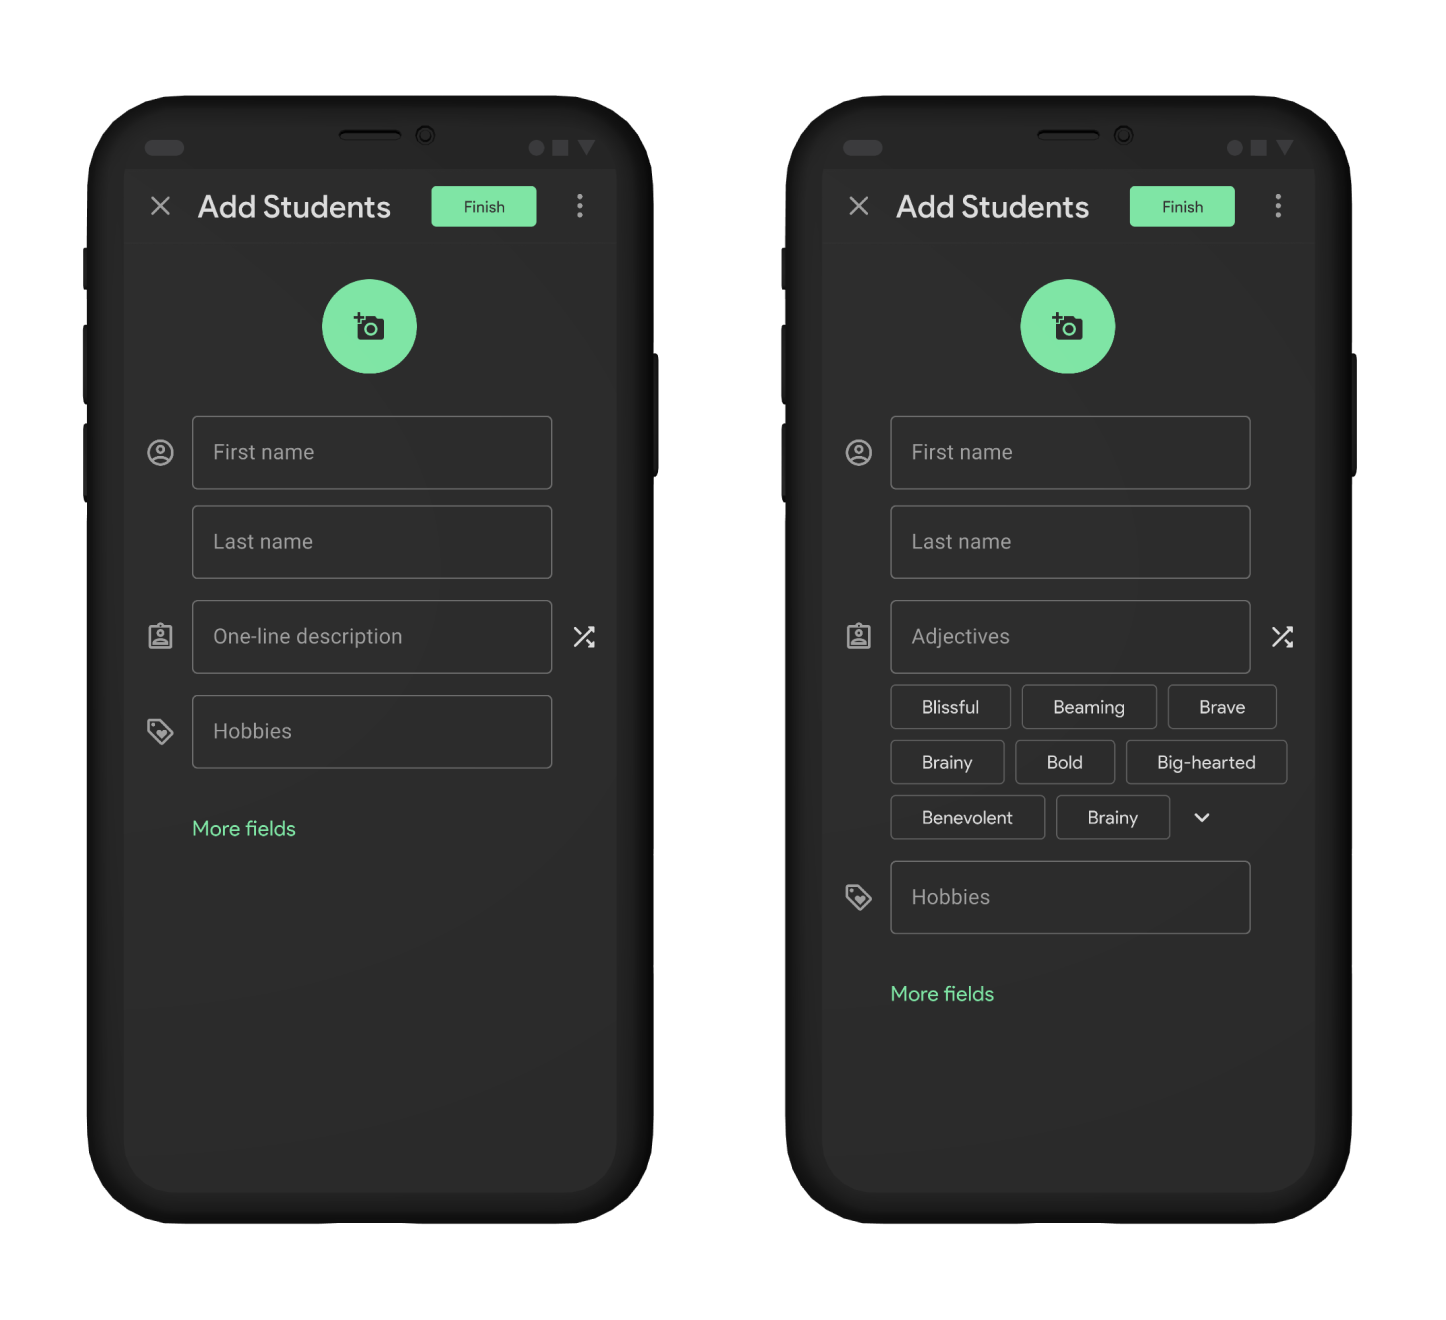 Add Students
Finish
First name
Last name
One-line description
Hobbies
More fields
Add Students
Finish
First name
Last name
Adjectives
Blissful Beaming Brave
Brainy Bold Big-hearted
Benevolent Brainy
Hobbies
More fields